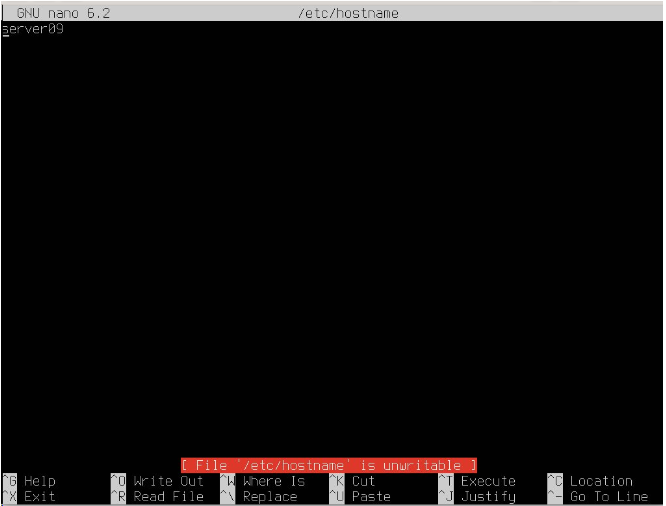 GNU nano 6.2 /etc/hostname
server09
[ File '/etc/hostname' is unwritable ]
^G Help ^O Write Out ^W Where Is ^K Cut ^T Execute ^C Location
^X Exit ^R Read File ^\ Replace ^U Paste ^J Justify ^- Go To Line